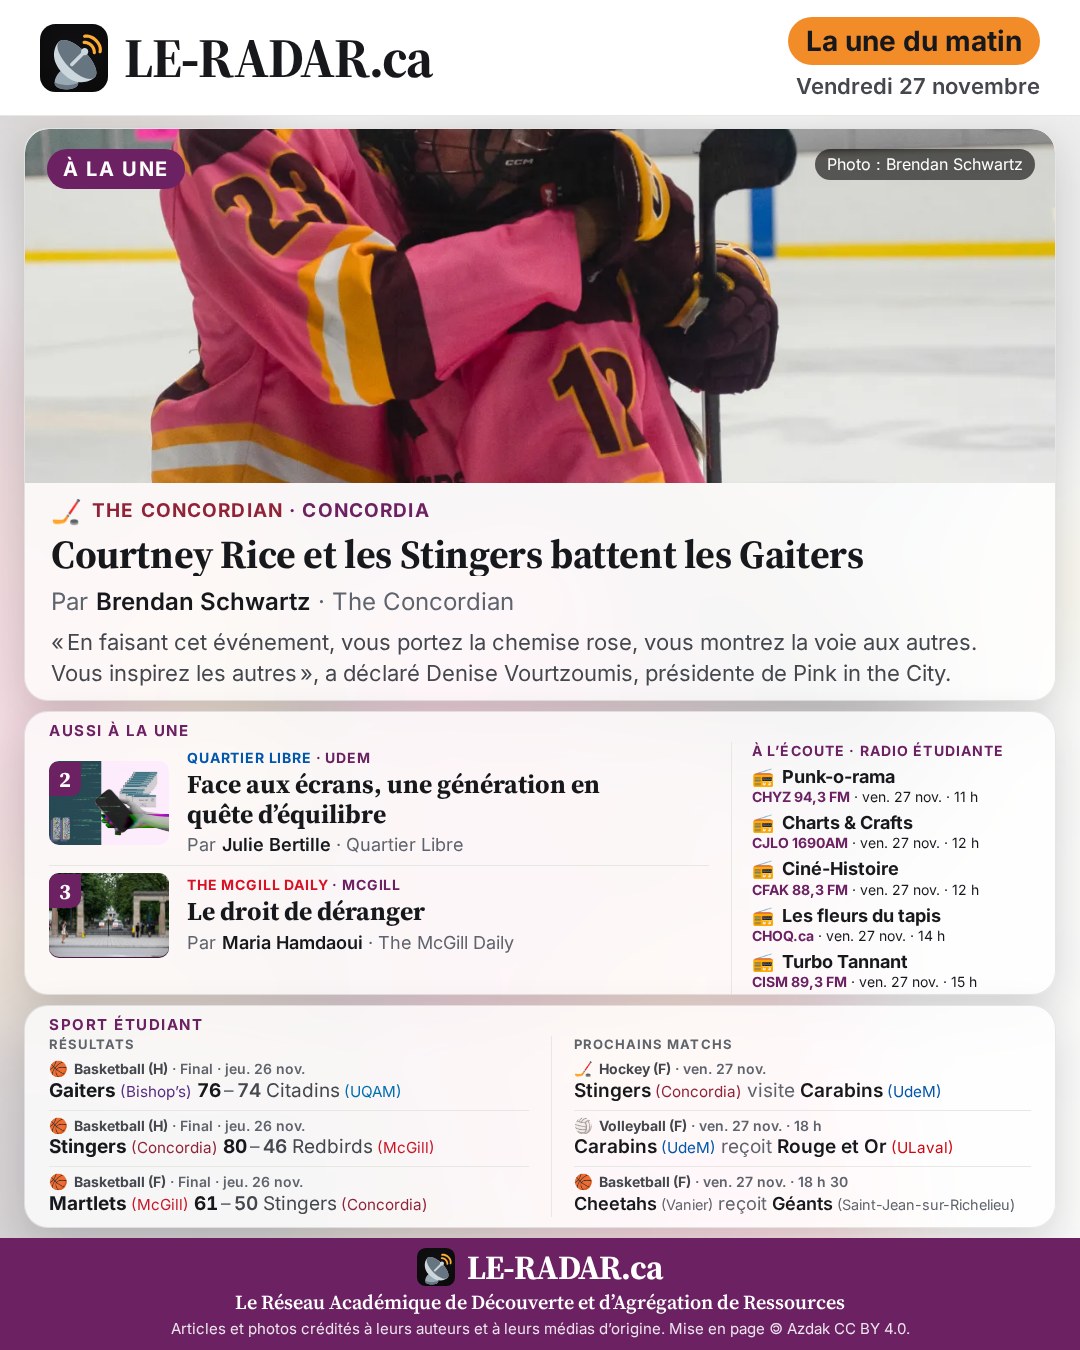 LE-RADAR.ca
La une du matin
Vendredi 27 novembre
À LA UNE
Photo : Brendan Schwartz
23
CCM
12
THE CONCORDIAN · CONCORDIA
Courtney Rice et les Stingers battent les Gaiters
Par Brendan Schwartz · The Concordian
« En faisant cet événement, vous portez la chemise rose, vous montrez la voie aux autres.
Vous inspirez les autres », a déclaré Denise Vourtzoumis, présidente de Pink in the City.
AUSSI À LA UNE
2
QUARTIER LIBRE · UDEM
Face aux écrans, une génération en
quête d’équilibre
Par Julie Bertille · Quartier Libre
3
THE MCGILL DAILY · MCGILL
Le droit de déranger
Par Maria Hamdaoui · The McGill Daily
À L’ÉCOUTE · RADIO ÉTUDIANTE
Punk-o-rama
CHYZ 94,3 FM · ven. 27 nov. · 11 h
Charts & Crafts
CJLO 1690AM · ven. 27 nov. · 12 h
Ciné-Histoire
CFAK 88,3 FM · ven. 27 nov. · 12 h
Les fleurs du tapis
CHOQ.ca · ven. 27 nov. · 14 h
Turbo Tannant
CISM 89,3 FM · ven. 27 nov. · 15 h
SPORT ÉTUDIANT
RÉSULTATS
Basketball (H) · Final · jeu. 26 nov.
Gaiters (Bishop’s) 76 – 74 Citadins (UQAM)
Basketball (H) · Final · jeu. 26 nov.
Stingers (Concordia) 80 – 46 Redbirds (McGill)
Basketball (F) · Final · jeu. 26 nov.
Martlets (McGill) 61 – 50 Stingers (Concordia)
PROCHAINS MATCHS
Hockey (F) · ven. 27 nov.
Stingers (Concordia) visite Carabins (UdeM)
Volleyball (F) · ven. 27 nov. · 18 h
Carabins (UdeM) reçoit Rouge et Or (ULaval)
Basketball (F) · ven. 27 nov. · 18 h 30
Cheetahs (Vanier) reçoit Géants (Saint-Jean-sur-Richelieu)
LE-RADAR.ca
Le Réseau Académique de Découverte et d’Agrégation de Ressources
Articles et photos crédités à leurs auteurs et à leurs médias d’origine. Mise en page 🄯 Azdak CC BY 4.0.